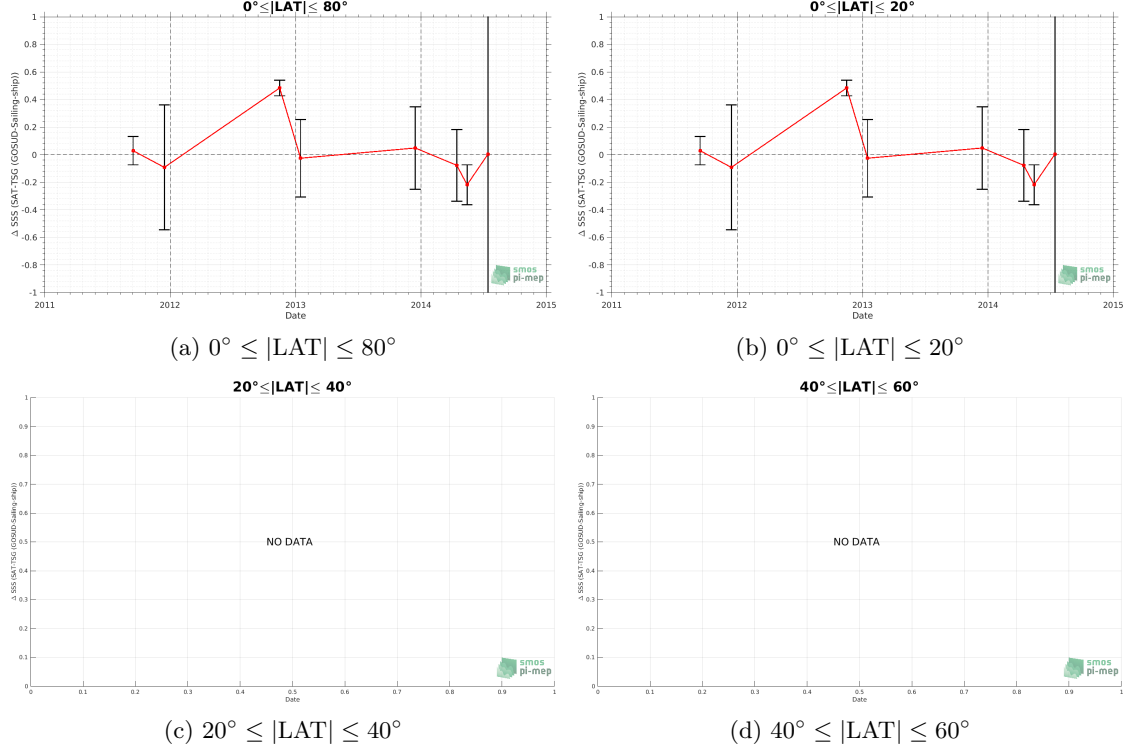 0°≤|LAT|≤ 80°
1
0.8
0.6
0.4
0.2
0
-0.2
-0.4
-0.6
-0.8
-1
Δ SSS (SAT-TSG (GOSUD-Sailing-ship))
2011
2012
2013
2014
2015
Date
smos
pi-mep
(a) 0° ≤ |LAT| ≤ 80°
0°≤|LAT|≤ 20°
1
0.8
0.6
0.4
0.2
0
-0.2
-0.4
-0.6
-0.8
-1
Δ SSS (SAT-TSG (GOSUD-Sailing-ship))
2011
2012
2013
2014
2015
Date
smos
pi-mep
(b) 0° ≤ |LAT| ≤ 20°
20°≤|LAT|≤ 40°
1
0.9
0.8
0.7
0.6
0.5
0.4
0.3
0.2
0.1
0
Δ SSS (SAT-TSG (GOSUD-Sailing-ship))
NO DATA
0
0.1
0.2
0.3
0.4
0.5
0.6
0.7
0.8
0.9
1
Date
smos
pi-mep
(c) 20° ≤ |LAT| ≤ 40°
40°≤|LAT|≤ 60°
1
0.9
0.8
0.7
0.6
0.5
0.4
0.3
0.2
0.1
0
Δ SSS (SAT-TSG (GOSUD-Sailing-ship))
NO DATA
0
0.1
0.2
0.3
0.4
0.5
0.6
0.7
0.8
0.9
1
Date
smos
pi-mep
(d) 40° ≤ |LAT| ≤ 60°